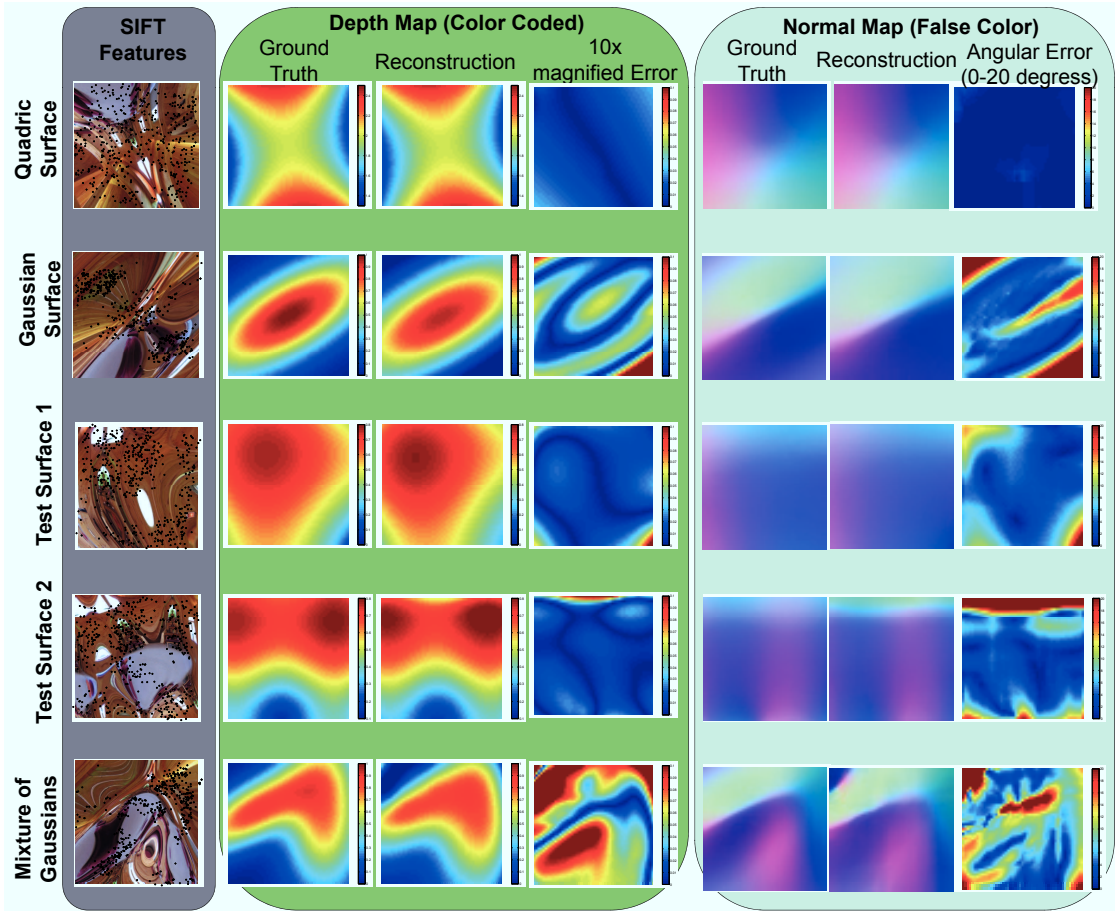 SIFT
Features
Depth Map (Color Coded)
Ground
Truth
Reconstruction
10x
magnified Error
Normal Map (False Color)
Ground
Truth
Reconstruction
Angular Error
(0-20 degress)
Quadric
Surface
Gaussian
Surface
Test Surface 1
Test Surface 2
Mixture of
Gaussians